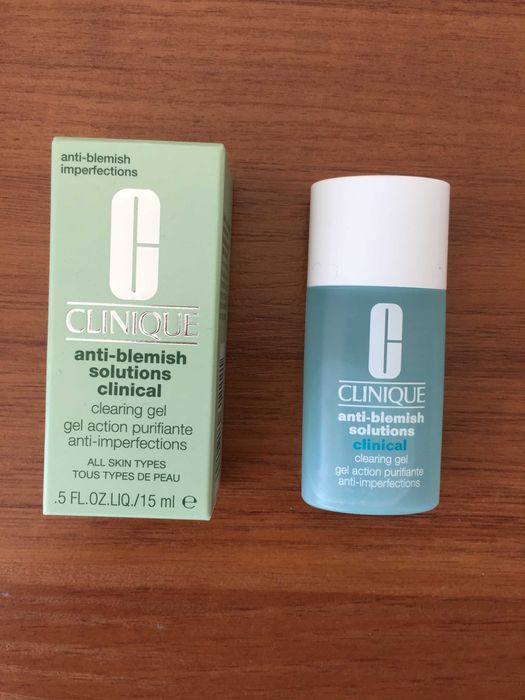 anti-blemish
imperfections
C
CLINIQUE
anti-blemish
solutions
clinical
clearing gel
gel action purifiante
anti-imperfections
ALL SKIN TYPES
TOUS TYPES DE PEAU
.5 FL.OZ.LIQ./15 ml ℮
C
CLINIQUE
anti-blemish
solutions
clinical
clearing gel
gel action purifiante
anti-imperfections